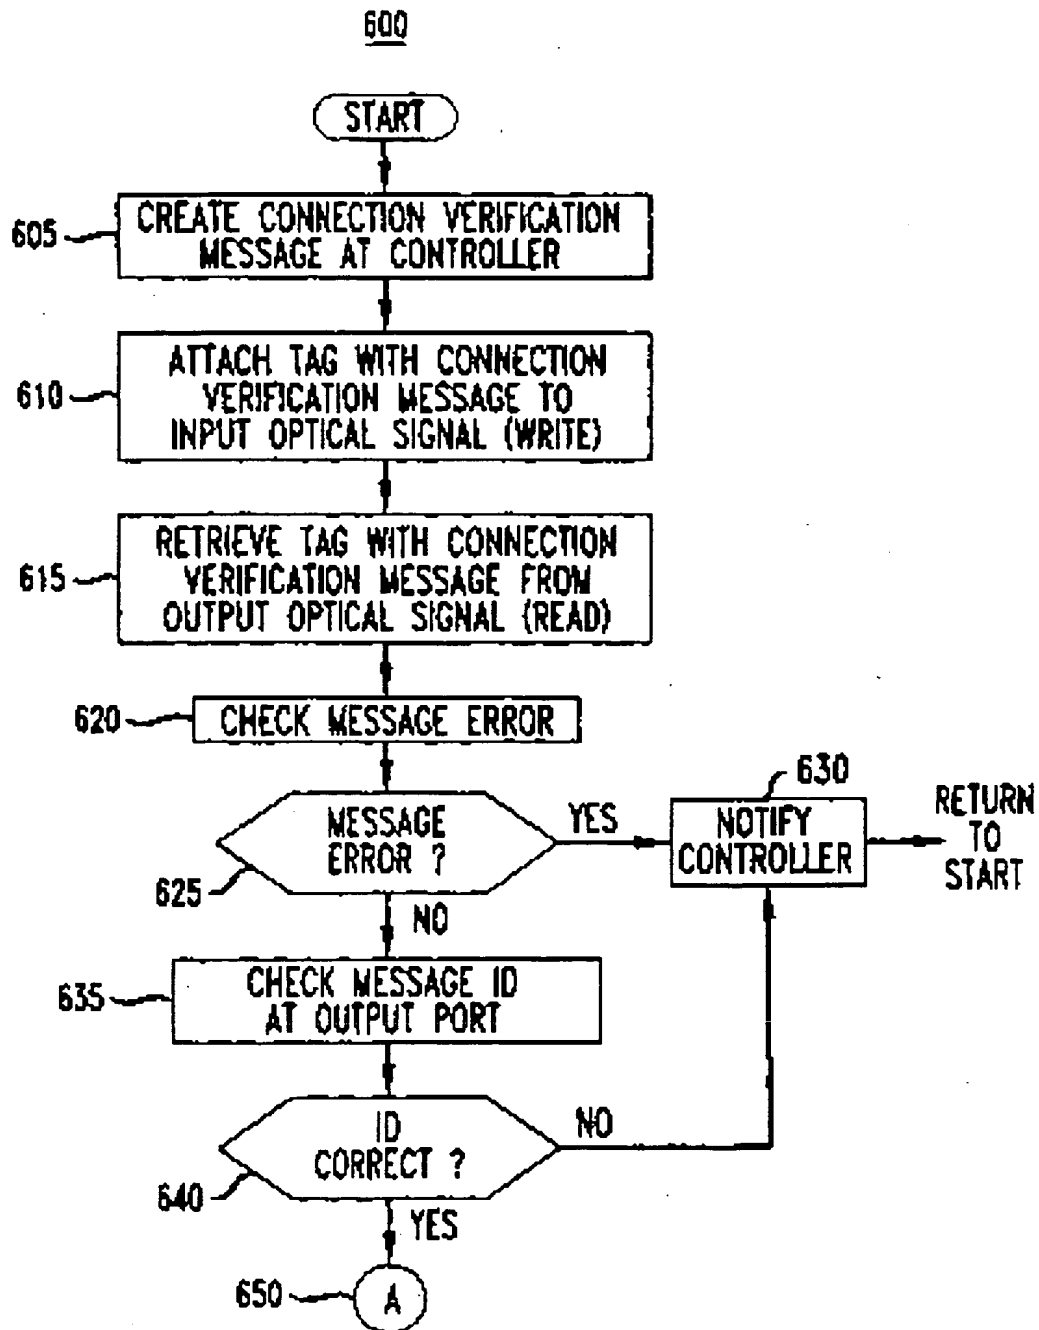 600
START
605
CREATE CONNECTION VERIFICATION
MESSAGE AT CONTROLLER
610
ATTACH TAG WITH CONNECTION
VERIFICATION MESSAGE TO
INPUT OPTICAL SIGNAL (WRITE)
615
RETRIEVE TAG WITH CONNECTION
VERIFICATION MESSAGE FROM
OUTPUT OPTICAL SIGNAL (READ)
620
CHECK MESSAGE ERROR
625
MESSAGE
ERROR ?
YES
630
NOTIFY
CONTROLLER
RETURN
TO
START
NO
635
CHECK MESSAGE ID
AT OUTPUT PORT
640
ID
CORRECT ?
NO
YES
650
A